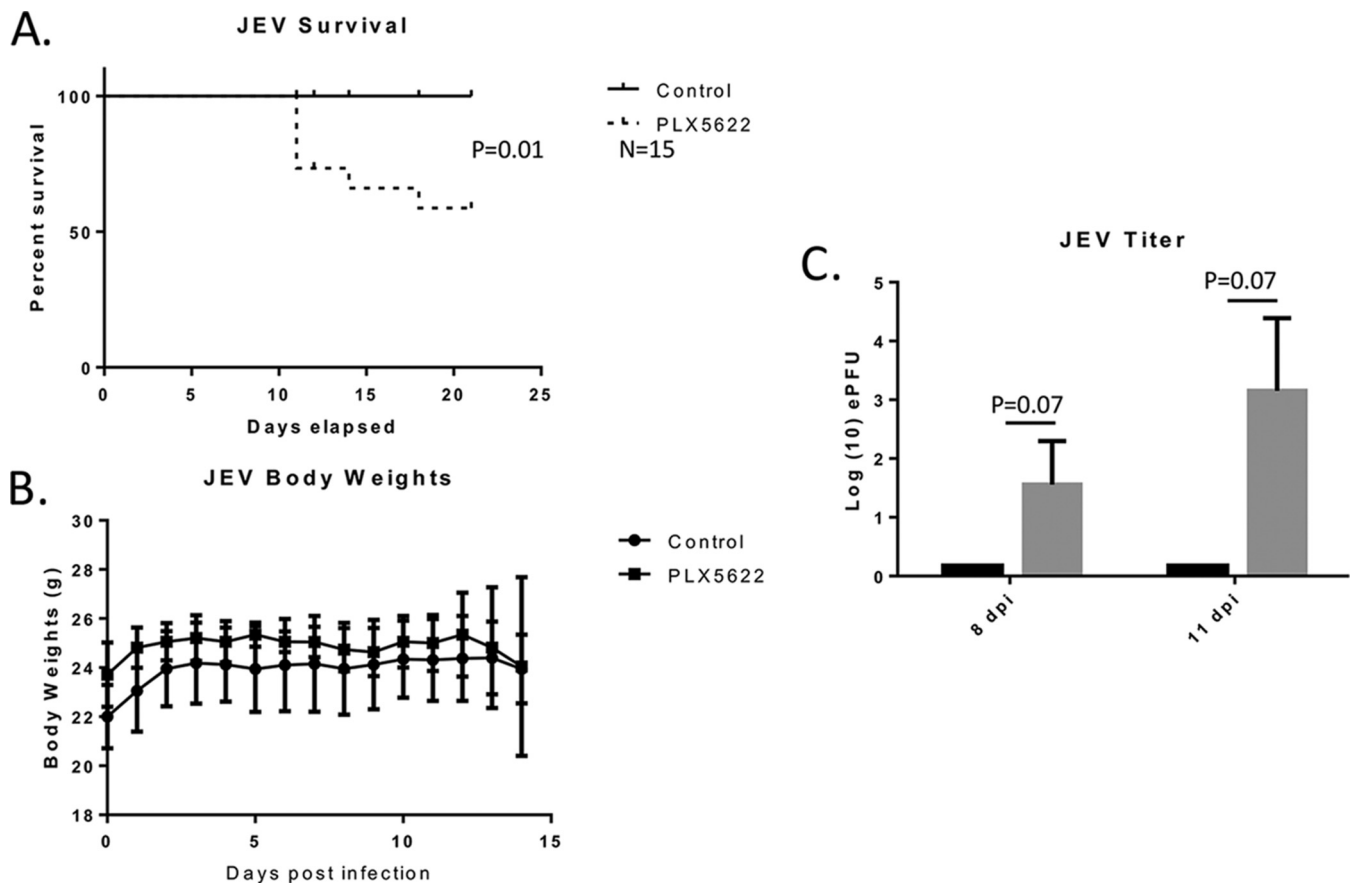 A.
JEV Survival
100
50
0
Percent survival
0 5 10 15 20 25
Days elapsed
Control
PLX5622
P=0.01
N=15
B.
JEV Body Weights
30
28
26
24
22
20
18
Body Weights (g)
0 5 10 15
Days post infection
Control
PLX5622
C.
JEV Titer
5
4
3
2
1
0
Log (10) ePFU
P=0.07
P=0.07
8 dpi
11 dpi